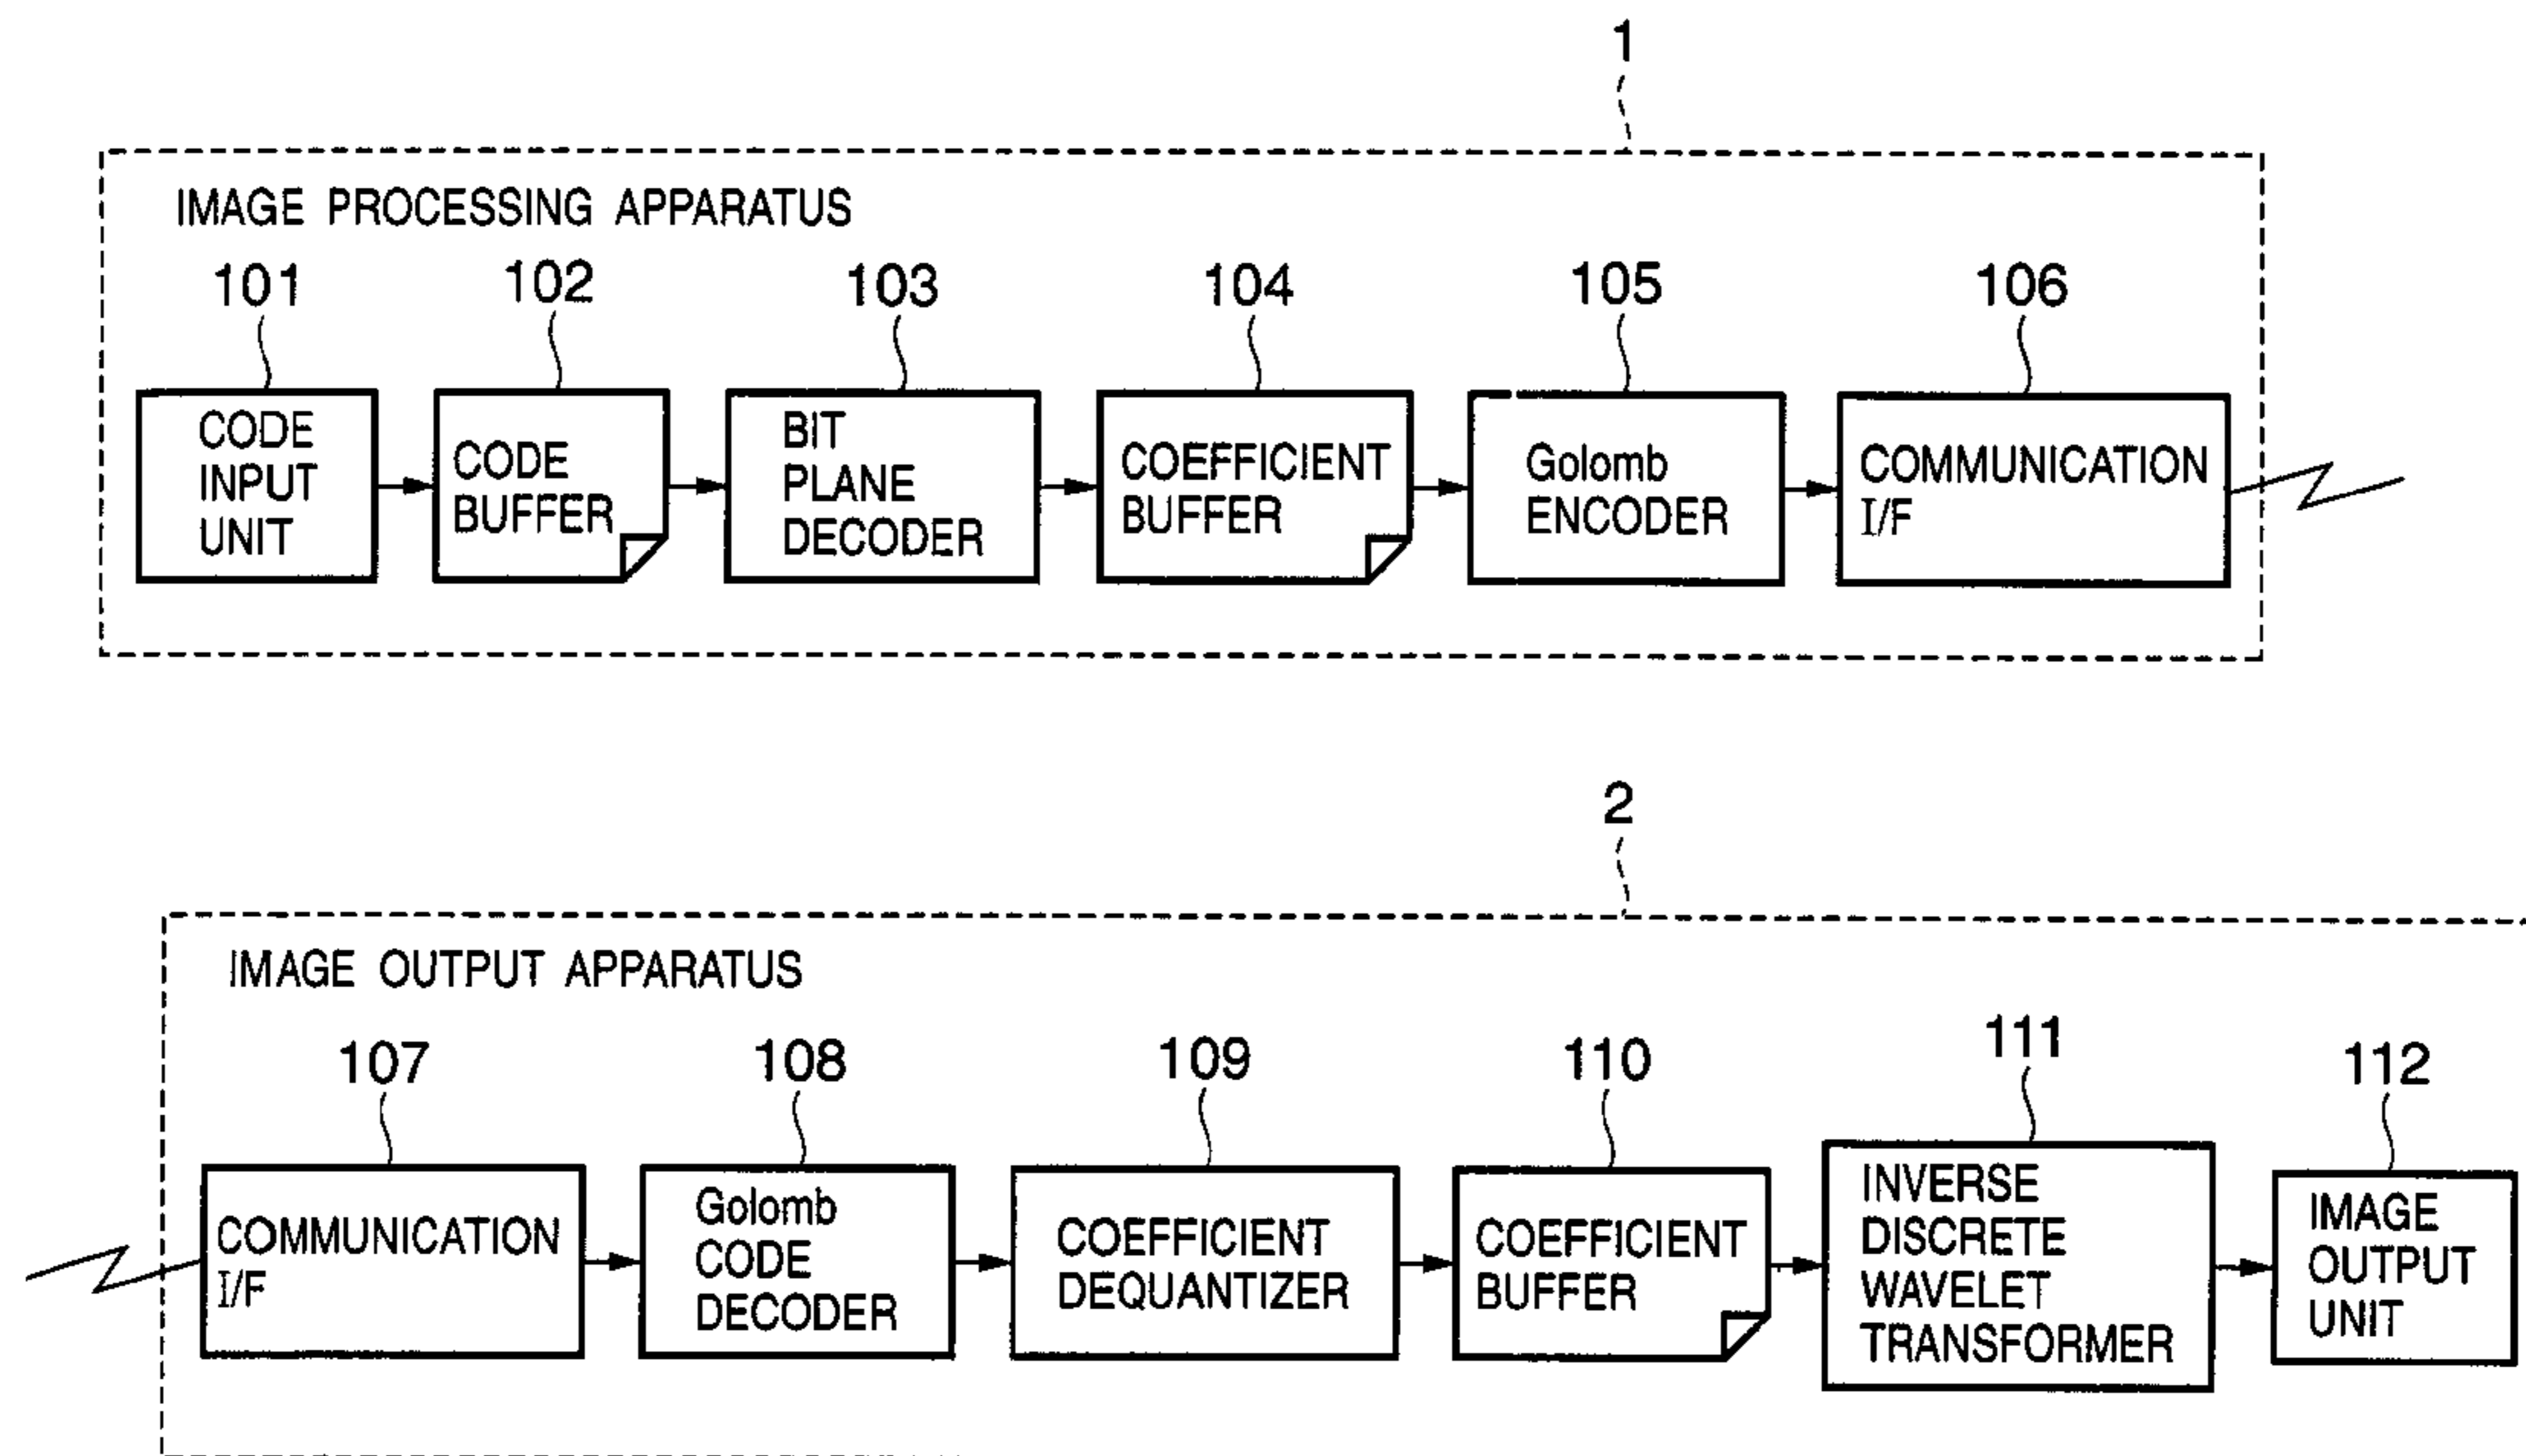 1
IMAGE PROCESSING APPARATUS
101
102
103
104
105
106
CODE
INPUT
UNIT
CODE
BUFFER
BIT
PLANE
DECODER
COEFFICIENT
BUFFER
Golomb
ENCODER
COMMUNICATION
I/F
2
IMAGE OUTPUT APPARATUS
107
108
109
110
111
112
COMMUNICATION
I/F
Golomb
CODE
DECODER
COEFFICIENT
DEQUANTIZER
COEFFICIENT
BUFFER
INVERSE
DISCRETE
WAVELET
TRANSFORMER
IMAGE
OUTPUT
UNIT